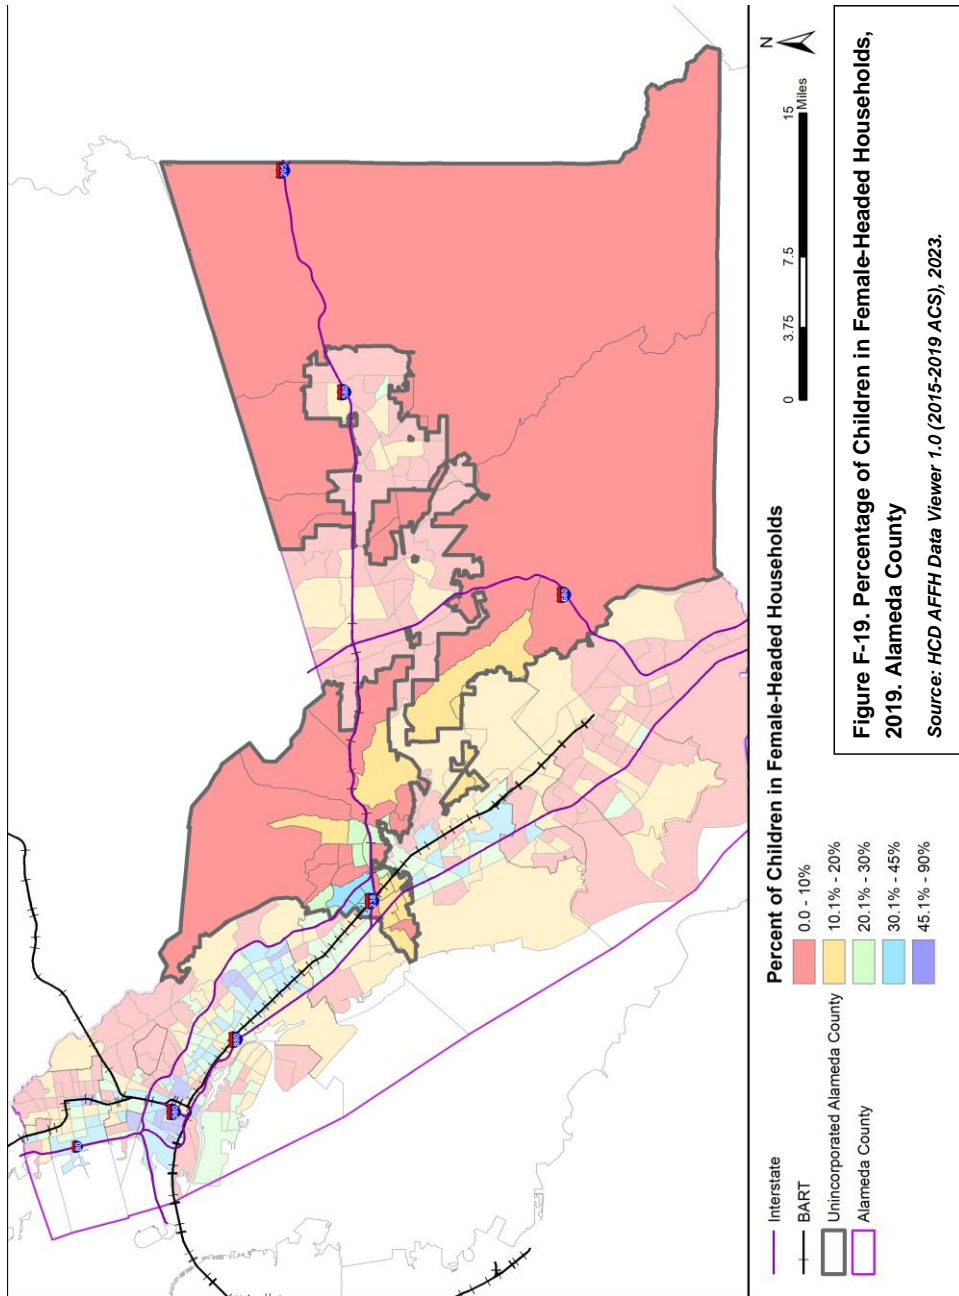 80
880
238
580
205
680
N
Interstate
BART
Unincorporated Alameda County
Alameda County
Percent of Children in Female-Headed Households
0.0 - 10%
10.1% - 20%
20.1% - 30%
30.1% - 45%
45.1% - 90%
0 3.75 7.5 15
Miles
Figure F-19. Percentage of Children in Female-Headed Households,
2019. Alameda County
Source: HCD AFFH Data Viewer 1.0 (2015-2019 ACS), 2023.